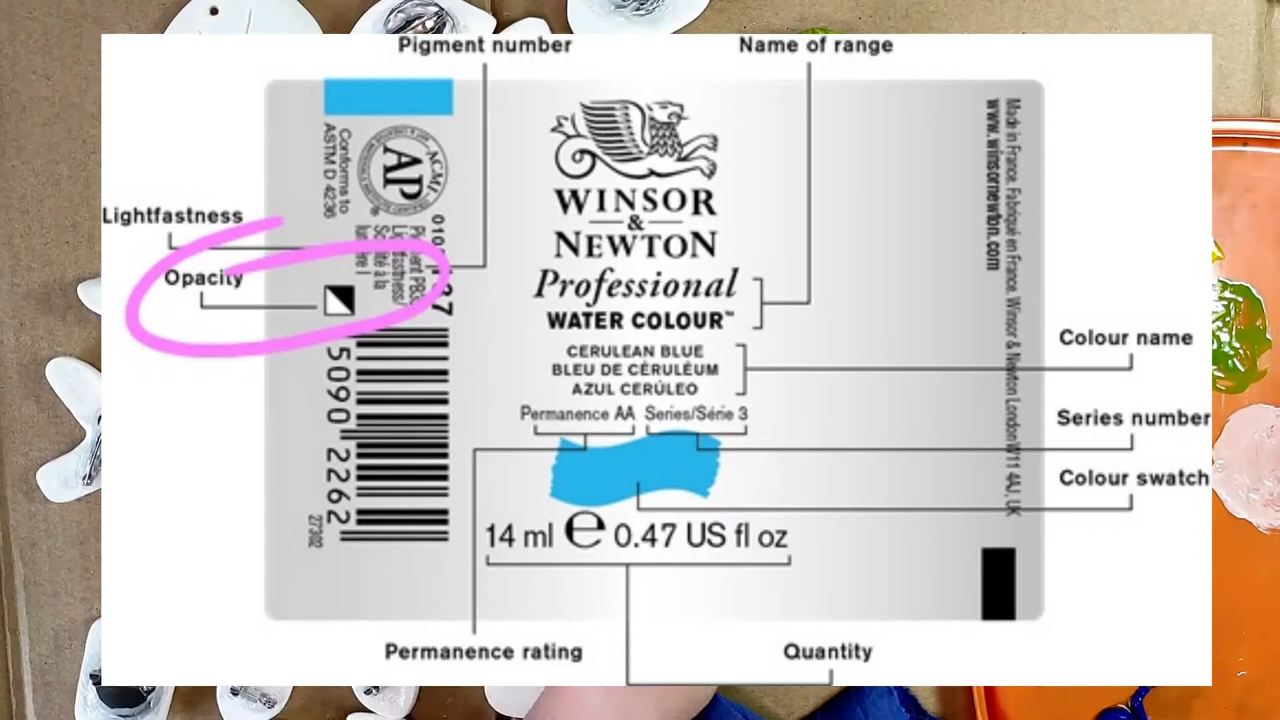 Pigment number
Name of range
Lightfastness
Opacity
Conforms to
ASTM D 4236
ACMI
AP
WINSOR
&
NEWTON
Professional
WATER COLOUR™
CERULEAN BLUE
BLEU DE CÉRULÉUM
AZUL CERÚLEO
Permanence AA Series/Série 3
14 ml e 0.47 US fl oz
5090 2262
27302
Made in France. Fabriqué en France. Winsor & Newton London W11 4AJ, UK
www.winsornewton.com
Colour name
Series number
Colour swatch
Permanence rating
Quantity